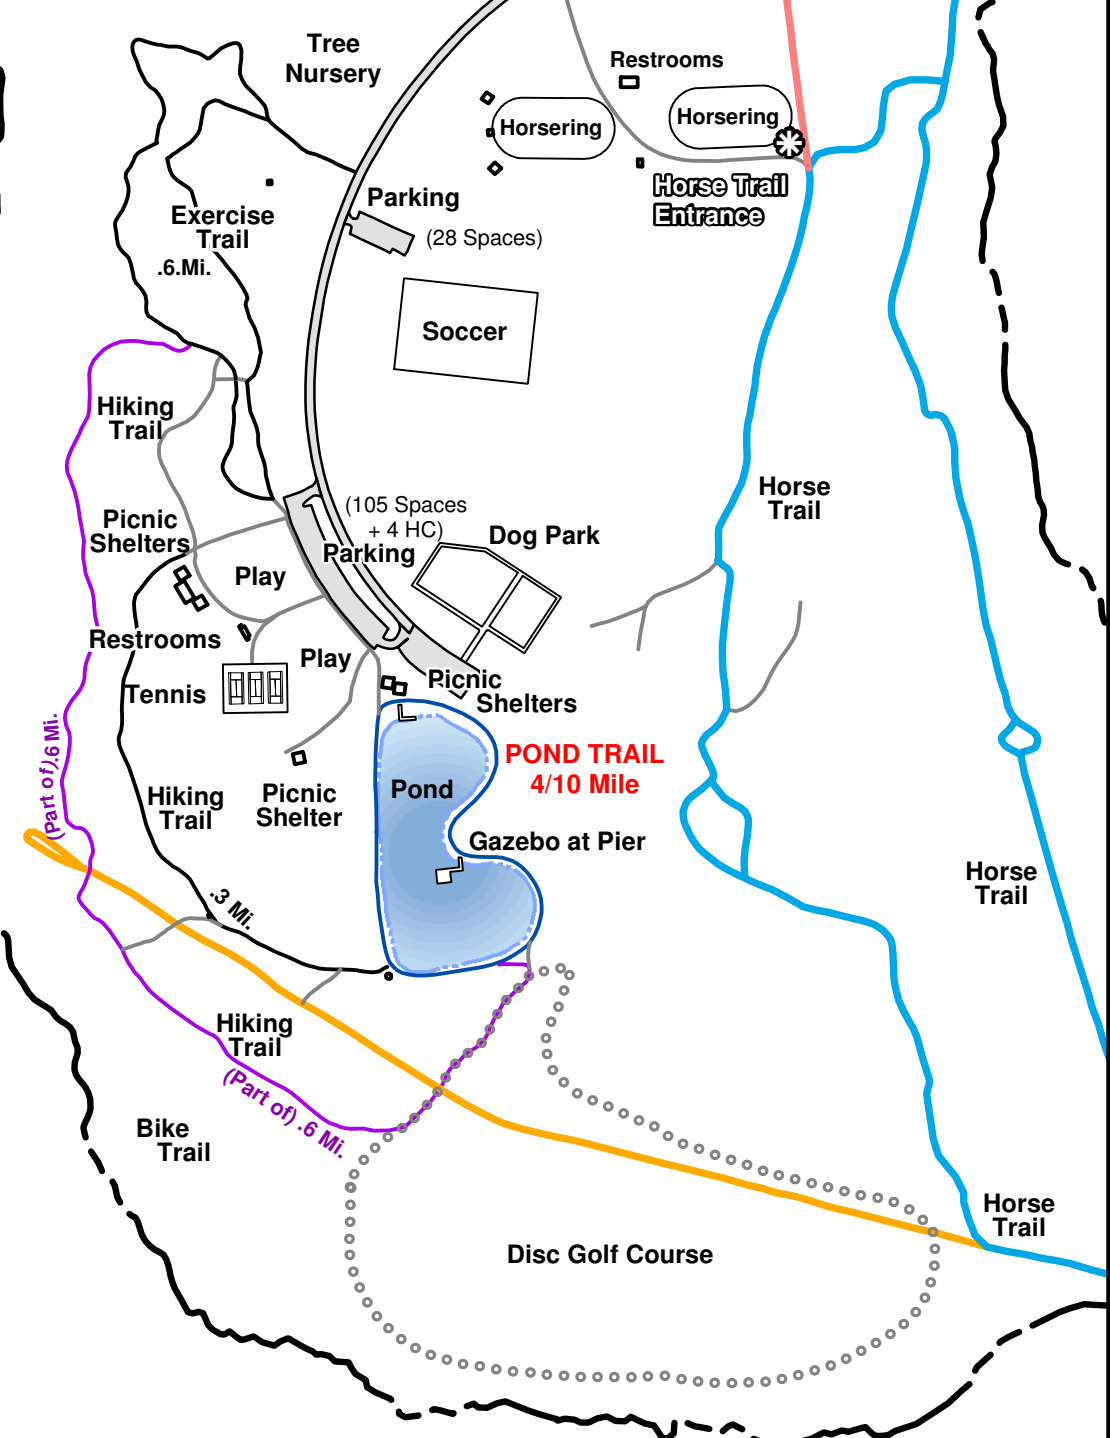 Tree
Nursery
Restrooms
Horsering
Horsering
Horse Trail
Entrance
Parking
(28 Spaces)
Exercise
Trail
.6.Mi.
Soccer
Hiking
Trail
Horse
Trail
(105 Spaces
+ 4 HC)
Parking
Dog Park
Picnic
Shelters
Play
Restrooms
Play
Tennis
Picnic
Shelters
POND TRAIL
4/10 Mile
(Part of).6 Mi.
Pond
Hiking
Trail
Picnic
Shelter
Gazebo at Pier
Horse
Trail
.3 Mi.
Hiking
Trail
(Part of) .6 Mi.
Bike
Trail
Horse
Trail
Disc Golf Course